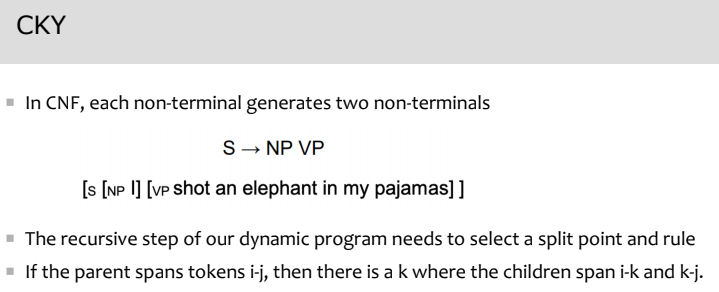 CKY
In CNF, each non-terminal generates two non-terminals
S → NP VP
[S [NP I] [VP shot an elephant in my pajamas] ]
The recursive step of our dynamic program needs to select a split point and rule
If the parent spans tokens i-j, then there is a k where the children span i-k and k-j.